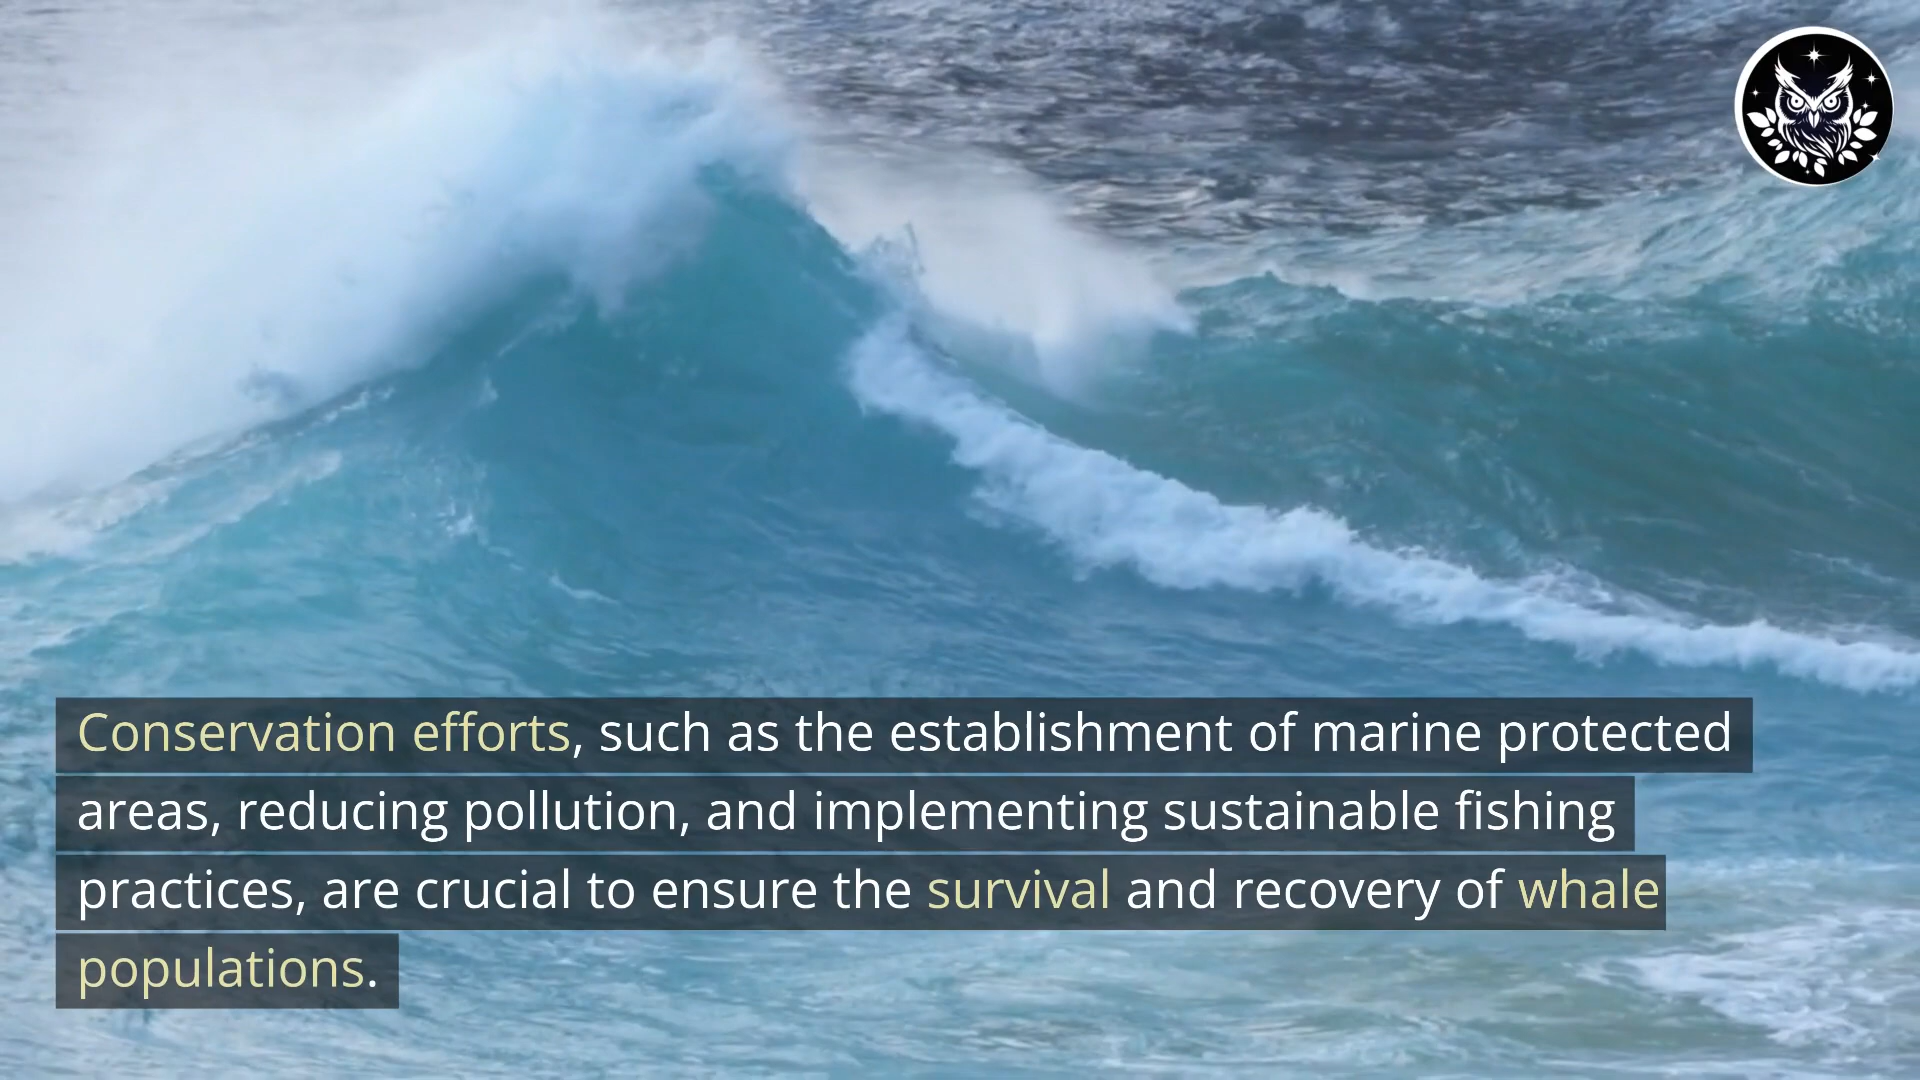 Conservation efforts, such as the establishment of marine protected
areas, reducing pollution, and implementing sustainable fishing
practices, are crucial to ensure the survival and recovery of whale
populations.